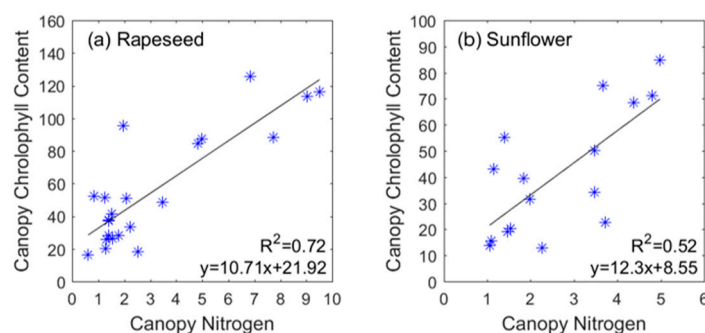 (a) Rapeseed
Canopy Chrolophyll Content
160
140
120
100
80
60
40
20
0
R²=0.72
y=10.71x+21.92
0 1 2 3 4 5 6 7 8 9 10
Canopy Nitrogen
(b) Sunflower
Canopy Chrolophyll Content
100
90
80
70
60
50
40
30
20
10
0
R²=0.52
y=12.3x+8.55
0 1 2 3 4 5 6
Canopy Nitrogen